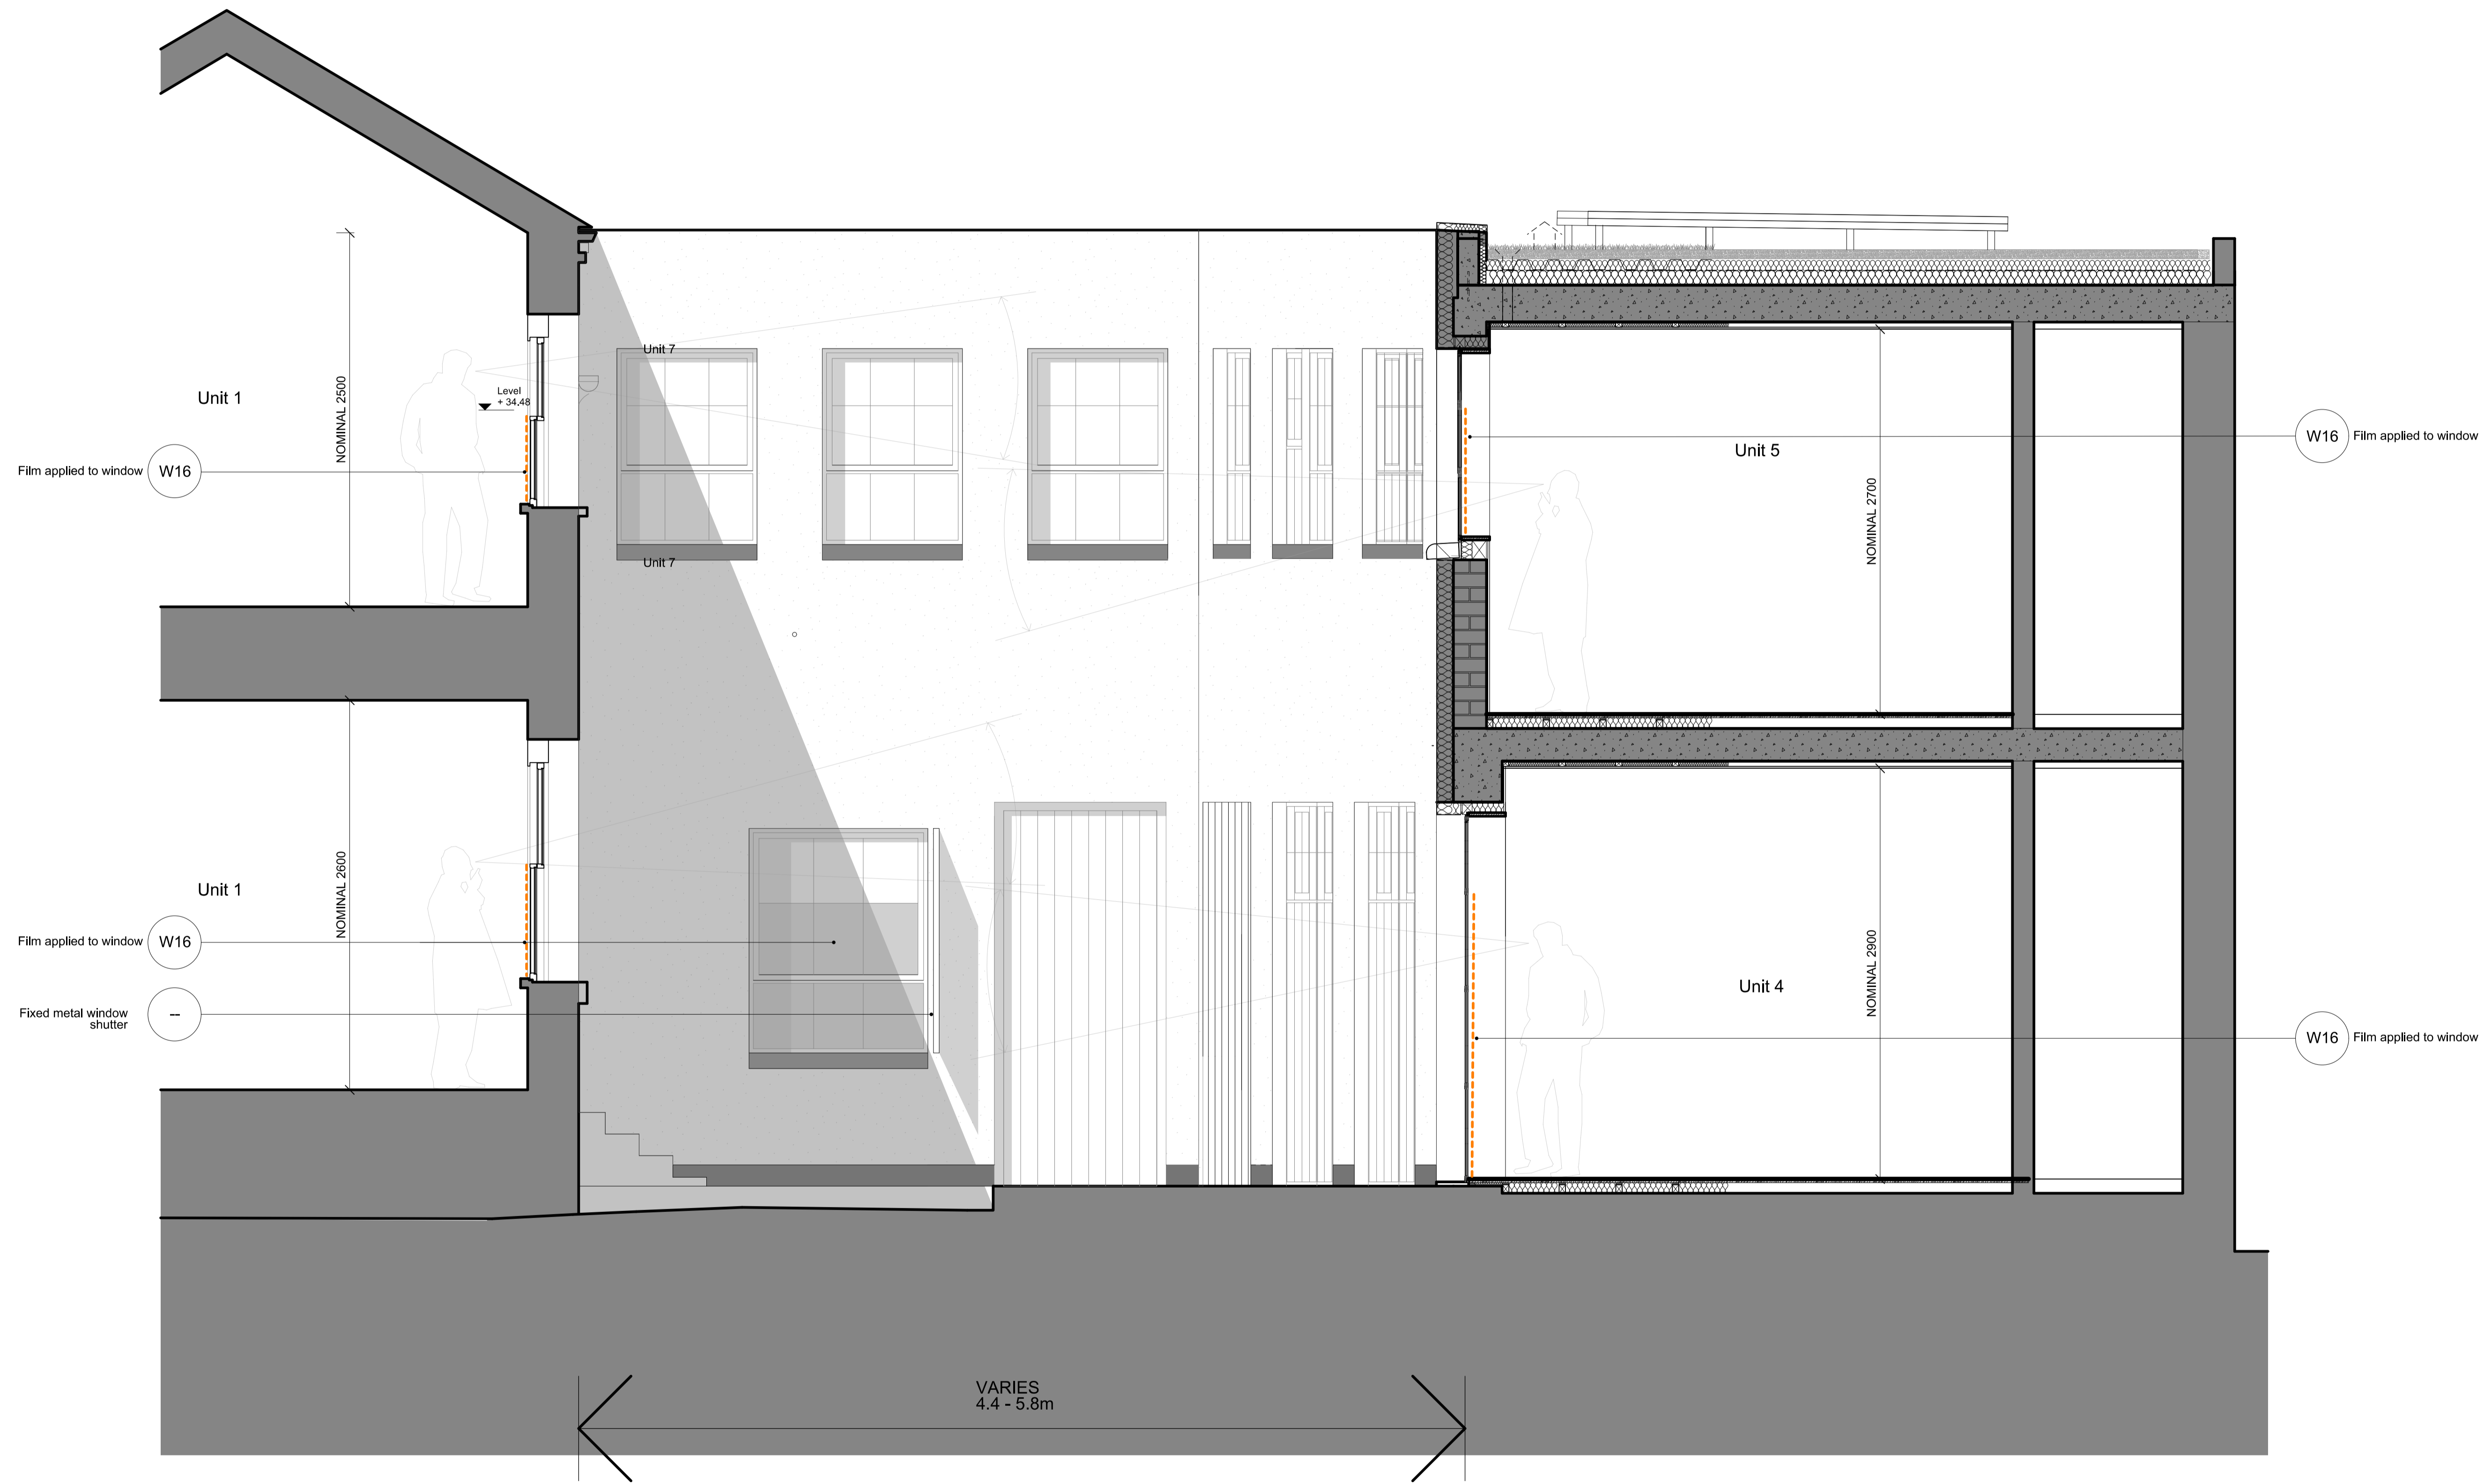 Unit 7
Level
+ 34,48
Unit 1
NOMINAL 2500
Film applied to window
W16
Unit 7
Unit 5
NOMINAL 2700
W16
Film applied to window
Unit 1
NOMINAL 2600
Film applied to window
W16
Fixed metal window
shutter
--
Unit 4
NOMINAL 2900
W16
Film applied to window
VARIES
4.4 - 5.8m